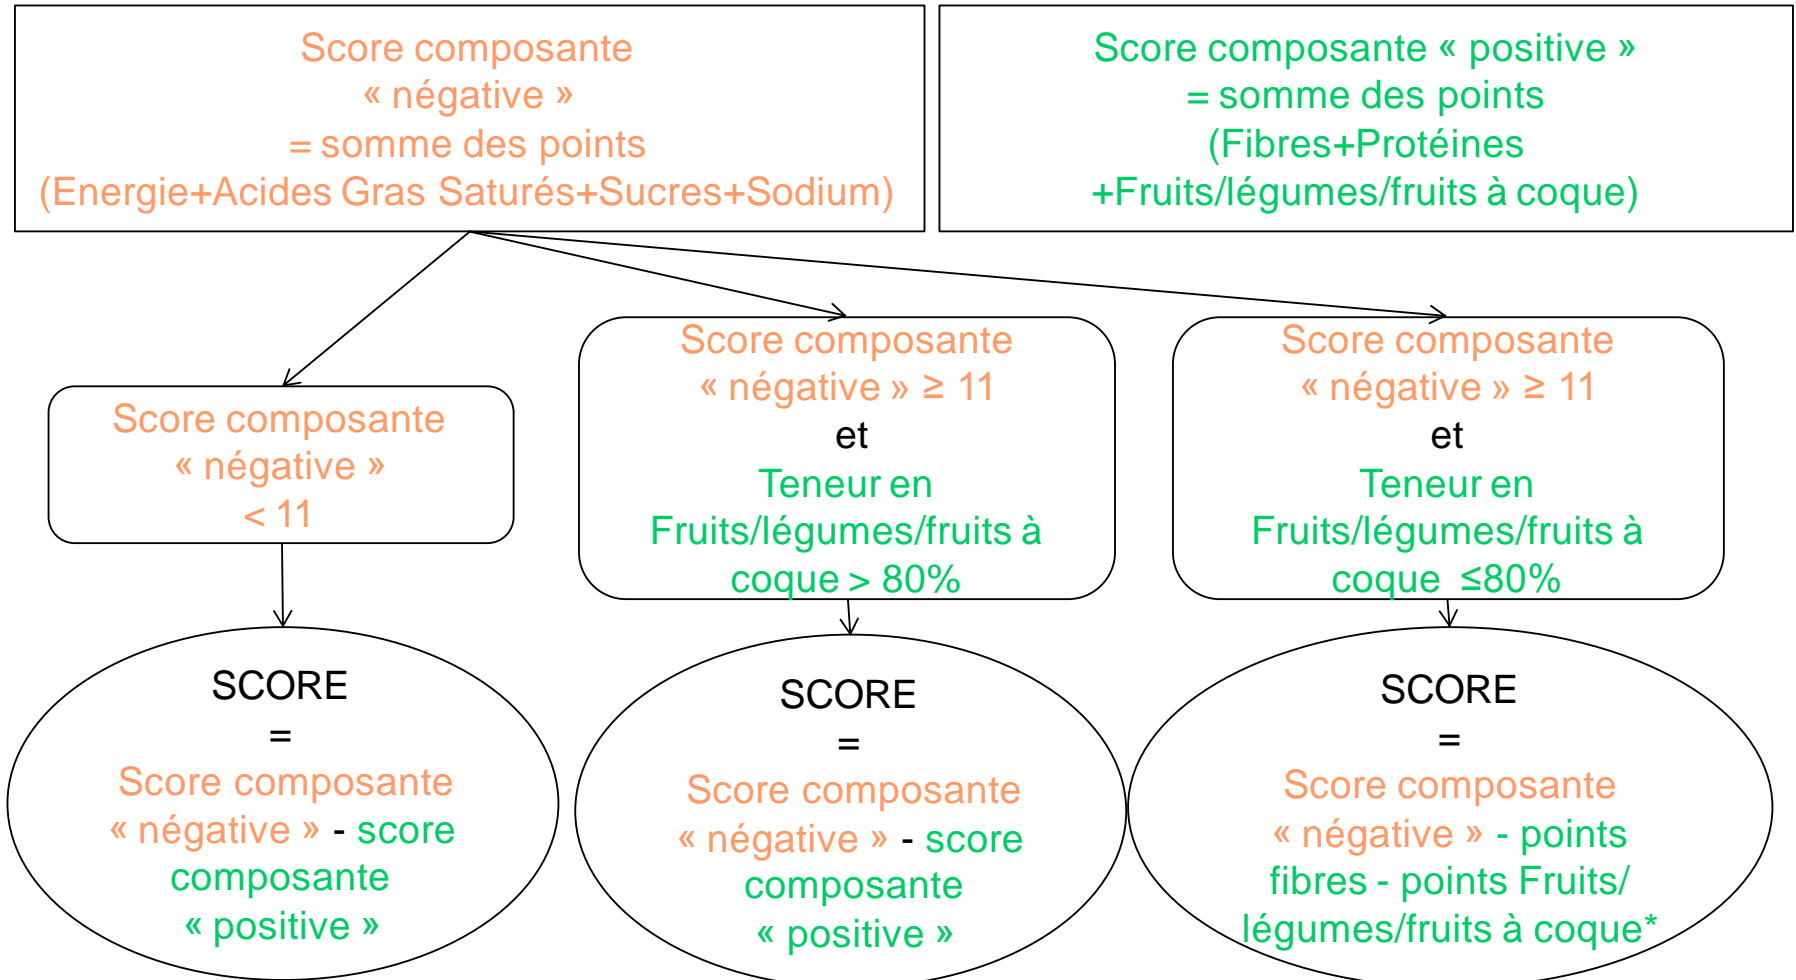 Score composante
« négative »
= somme des points
(Energie+Acides Gras Saturés+Sucres+Sodium)
Score composante « positive »
= somme des points
(Fibres+Protéines
+Fruits/légumes/fruits à coque)
Score composante
« négative »
< 11
Score composante
« négative » ≥ 11
et
Teneur en
Fruits/légumes/fruits à
coque > 80%
Score composante
« négative » ≥ 11
et
Teneur en
Fruits/légumes/fruits à
coque ≤80%
SCORE
=
Score composante
« négative » - score
composante
« positive »
SCORE
=
Score composante
« négative » - score
composante
« positive »
SCORE
=
Score composante
« négative » - points
fibres - points Fruits/
légumes/fruits à coque*